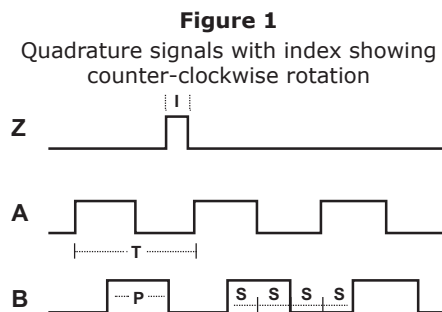 Figure 1
Quadrature signals with index showing
counter-clockwise rotation
I
Z
A
T
B
P
S S S S